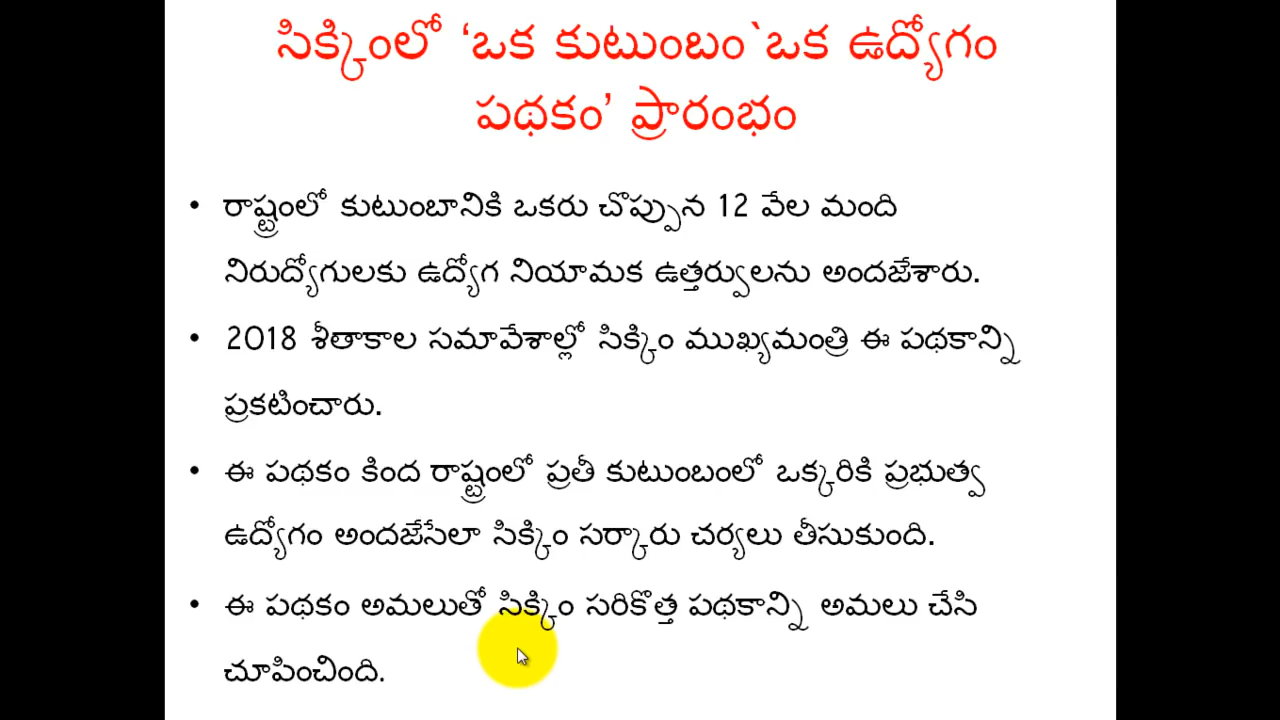 సిక్కింలో ‘ఒక కుటుంబం`ఒక ఉద్యోగం
పథకం’ ప్రారంభం
• రాష్ట్రంలో కుటుంబానికి ఒకరు చొప్పున 12 వేల మంది
నిరుద్యోగులకు ఉద్యోగ నియామక ఉత్తర్వులను అందజేశారు.
• 2018 శీతాకాల సమావేశాల్లో సిక్కిం ముఖ్యమంత్రి ఈ పథకాన్ని
ప్రకటించారు.
• ఈ పథకం కింద రాష్ట్రంలో ప్రతీ కుటుంబంలో ఒక్కరికి ప్రభుత్వ
ఉద్యోగం అందజేసేలా సిక్కిం సర్కారు చర్యలు తీసుకుంది.
• ఈ పథకం అమలుతో సిక్కిం సరికొత్త పథకాన్ని అమలు చేసి
చూపించింది.